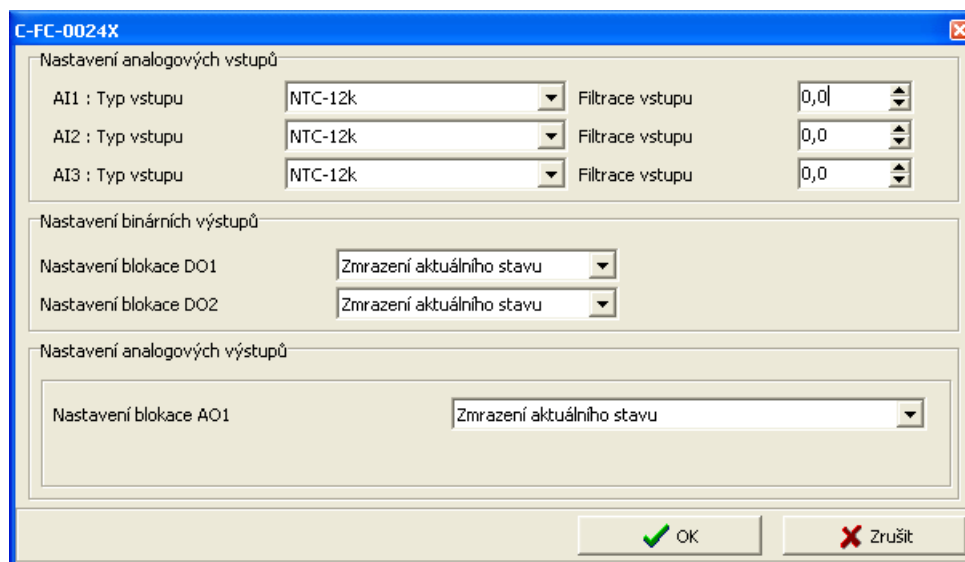 C-FC-0024X
Nastavení analogových vstupů
AI1 : Typ vstupu NTC-12k Filtrace vstupu 0,0
AI2 : Typ vstupu NTC-12k Filtrace vstupu 0,0
AI3 : Typ vstupu NTC-12k Filtrace vstupu 0,0
Nastavení binárních výstupů
Nastavení blokace DO1 Zmrazení aktuálního stavu
Nastavení blokace DO2 Zmrazení aktuálního stavu
Nastavení analogových výstupů
Nastavení blokace AO1 Zmrazení aktuálního stavu
OK Zrušit